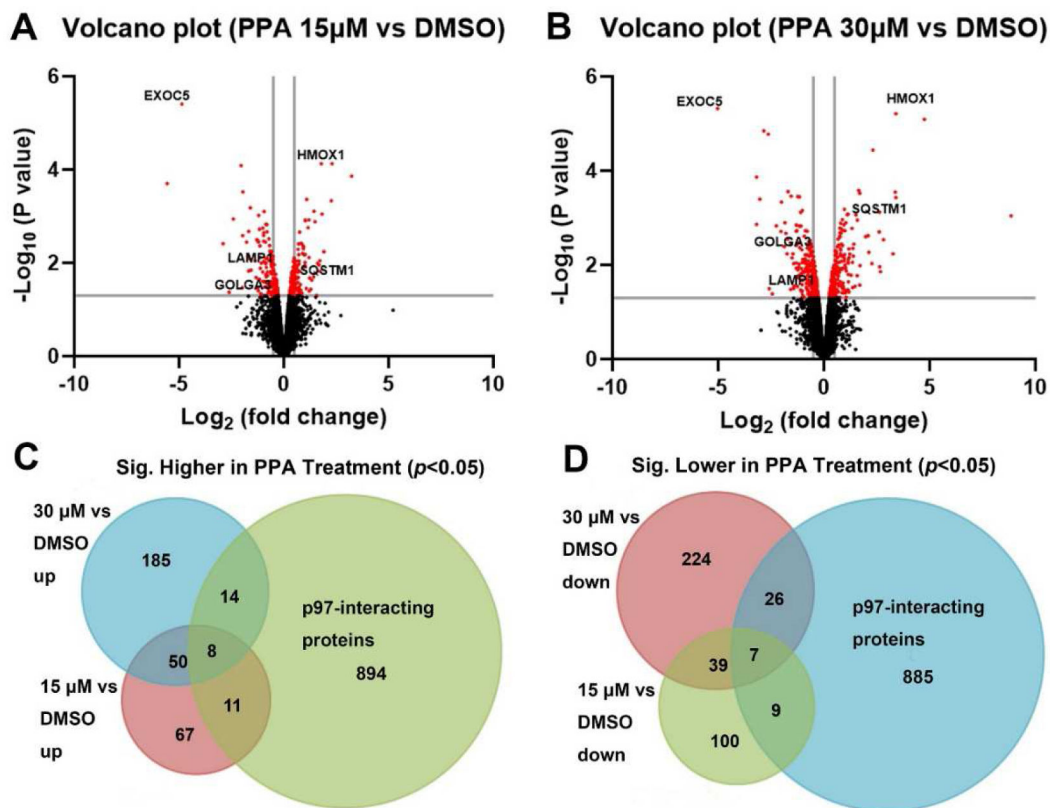 A Volcano plot (PPA 15μM vs DMSO)
6
4
2
0
-10
-5
0
5
10
-Log10 (P value)
Log2 (fold change)
EXOC5
HMOX1
LAMP1
SQSTM1
GOLGA3
B Volcano plot (PPA 30μM vs DMSO)
6
4
2
0
-10
-5
0
5
10
-Log10 (P value)
Log2 (fold change)
EXOC5
HMOX1
SQSTM1
GOLGA3
LAMP1
C
Sig. Higher in PPA Treatment (p<0.05)
30 μM vs
DMSO
up
185
14
p97-interacting
proteins
894
8
50
11
67
15 μM vs
DMSO
up
D
Sig. Lower in PPA Treatment (p<0.05)
30 μM vs
DMSO
down
224
26
p97-interacting
proteins
885
7
39
9
100
15 μM vs
DMSO
down